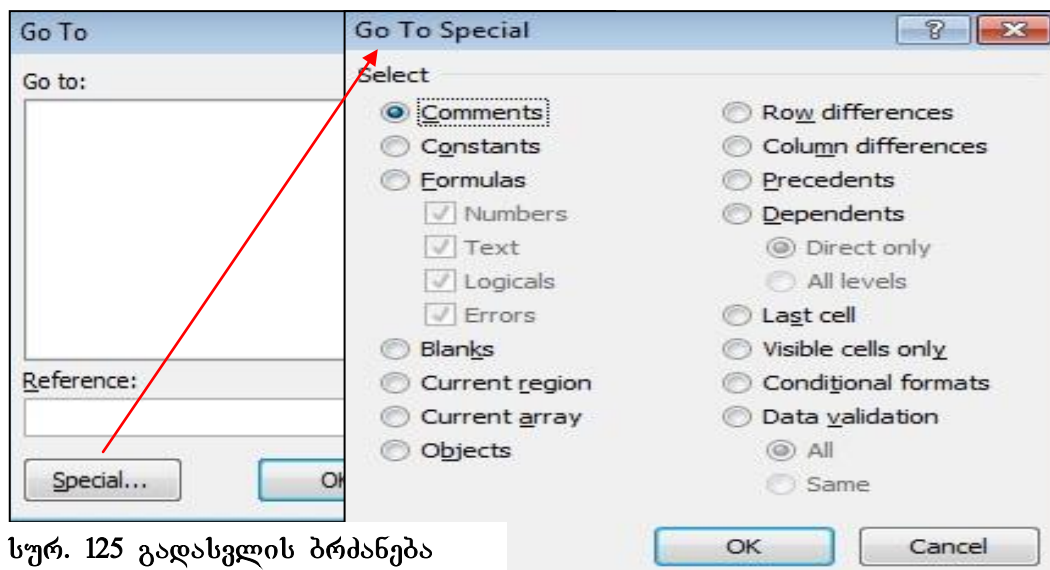 Go To
Go to:
Reference:
Special...
OK
Go To Special
Select
Comments
Constants
Formulas
Numbers
Text
Logicals
Errors
Blanks
Current region
Current array
Objects
Row differences
Column differences
Precedents
Dependents
Direct only
All levels
Last cell
Visible cells only
Conditional formats
Data validation
All
Same
OK
Cancel
სურ. 125 გადასვლის ბრძანება